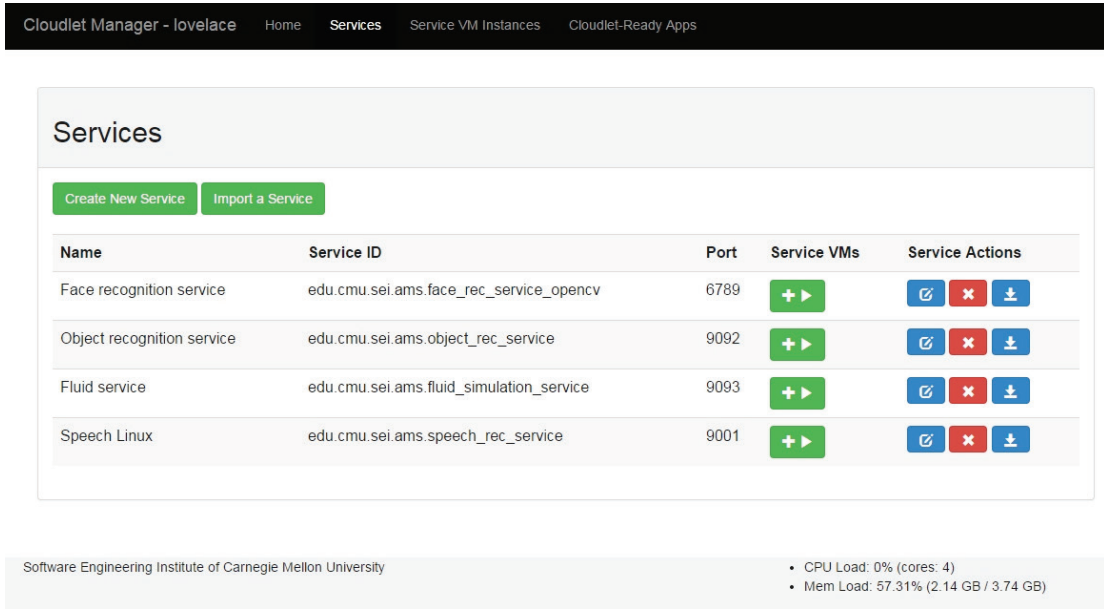 Cloudlet Manager - lovelace Home Services Service VM Instances Cloudlet-Ready Apps
Services
Create New Service Import a Service
Name Service ID Port Service VMs Service Actions
Face recognition service edu.cmu.sei.ams.face_rec_service_opencv 6789
Object recognition service edu.cmu.sei.ams.object_rec_service 9092
Fluid service edu.cmu.sei.ams.fluid_simulation_service 9093
Speech Linux edu.cmu.sei.ams.speech_rec_service 9001
Software Engineering Institute of Carnegie Mellon University
• CPU Load: 0% (cores: 4)
• Mem Load: 57.31% (2.14 GB / 3.74 GB)